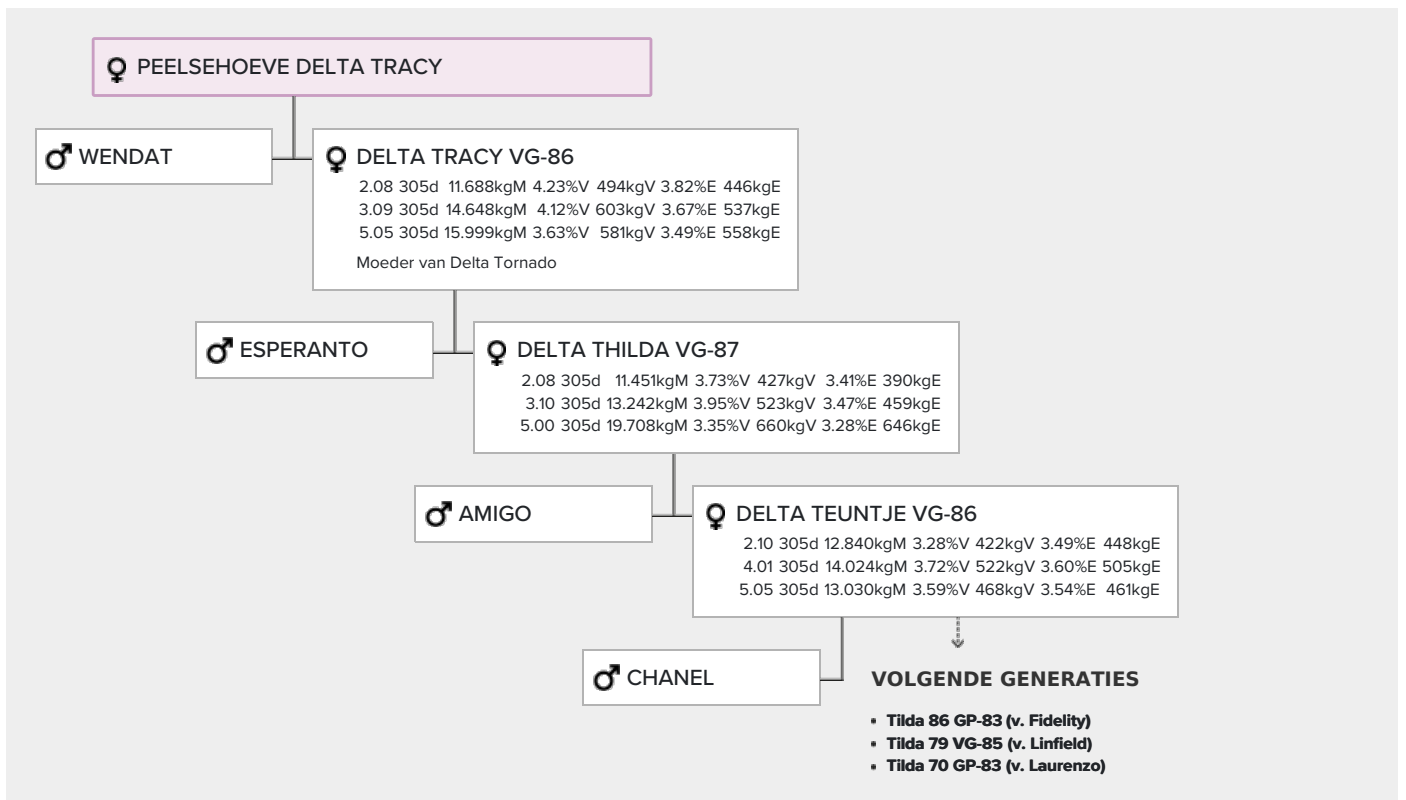 PEELSEHOEVE DELTA TRACY
WENDAT
DELTA TRACY VG-86
2.08 305d 11.688kgM 4.23%V 494kgV 3.82%E 446kgE
3.09 305d 14.648kgM 4.12%V 603kgV 3.67%E 537kgE
5.05 305d 15.999kgM 3.63%V 581kgV 3.49%E 558kgE
Moeder van Delta Tornado
ESPERANTO
DELTA THILDA VG-87
2.08 305d 11.451kgM 3.73%V 427kgV 3.41%E 390kgE
3.10 305d 13.242kgM 3.95%V 523kgV 3.47%E 459kgE
5.00 305d 19.708kgM 3.35%V 660kgV 3.28%E 646kgE
AMIGO
DELTA TEUNTJE VG-86
2.10 305d 12.840kgM 3.28%V 422kgV 3.49%E 448kgE
4.01 305d 14.024kgM 3.72%V 522kgV 3.60%E 505kgE
5.05 305d 13.030kgM 3.59%V 468kgV 3.54%E 461kgE
CHANEL
VOLGENDE GENERATIES
• Tilda 86 GP-83 (v. Fidelity)
• Tilda 79 VG-85 (v. Linfield)
• Tilda 70 GP-83 (v. Laurenzo)